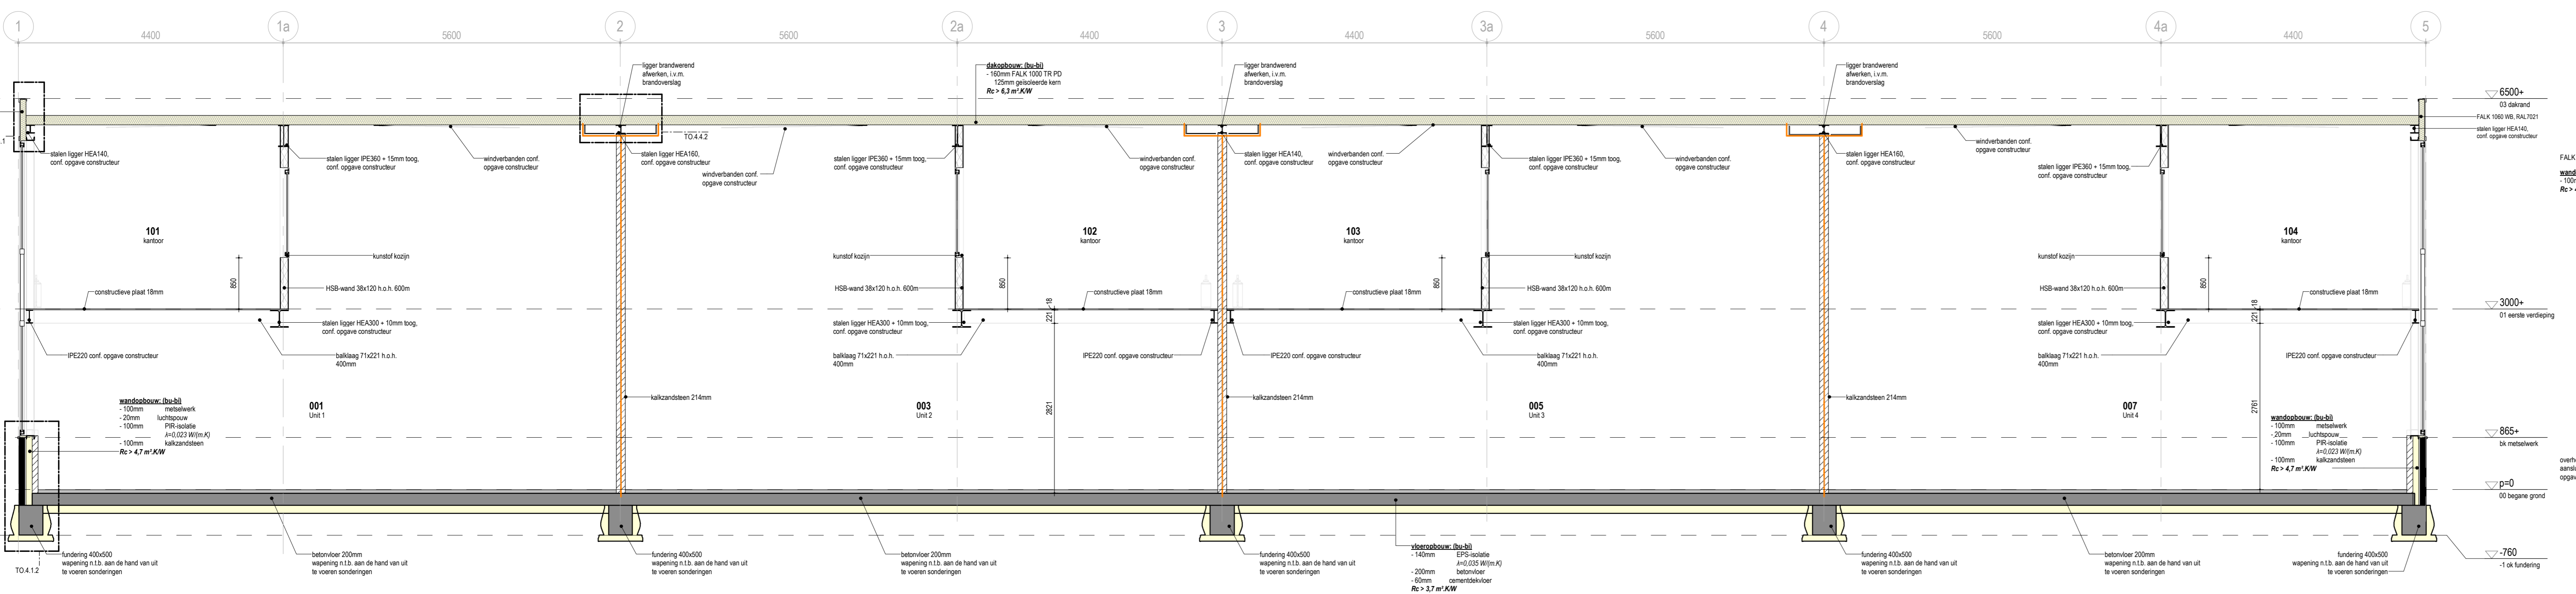 1 1a 2 2a 3 3a 4 4a 5
4400 5600 5600 4400 4400 5600 5600 4400
ligger brandwerend
afwerken, i.v.m.
brandoverslag
dakopbouw: (bu-bi)
- 160mm FALK 1000 TR PD
125mm geïsoleerde kern
Rc > 6,3 m².K/W
ligger brandwerend
afwerken, i.v.m.
brandoverslag
ligger brandwerend
afwerken, i.v.m.
brandoverslag
6500+
03 dakrand
FALK 1060 WB, RAL7021
stalen ligger HEA140,
conf. opgave constructeur
.1
TO.4.4.2
stalen ligger HEA140,
conf. opgave constructeur
stalen ligger IPE360 + 15mm toog,
conf. opgave constructeur
windverbanden conf.
opgave constructeur
stalen ligger HEA160,
conf. opgave constructeur
windverbanden conf.
opgave constructeur
stalen ligger IPE360 + 15mm toog,
conf. opgave constructeur
windverbanden conf.
opgave constructeur
stalen ligger HEA140,
conf. opgave constructeur
windverbanden conf.
opgave constructeur
stalen ligger IPE360 + 15mm toog,
conf. opgave constructeur
windverbanden conf.
opgave constructeur
stalen ligger HEA160,
conf. opgave constructeur
windverbanden conf.
opgave constructeur
stalen ligger IPE360 + 15mm toog,
conf. opgave constructeur
FALK
- 100m
101
kantoor
102
kantoor
103
kantoor
104
kantoor
kunstof kozijn
kunstof kozijn
kunstof kozijn
kunstof kozijn
850
850
850
850
HSB-wand 38x120 h.o.h. 600m
HSB-wand 38x120 h.o.h. 600m
HSB-wand 38x120 h.o.h. 600m
HSB-wand 38x120 h.o.h. 600m
constructieve plaat 18mm
constructieve plaat 18mm
constructieve plaat 18mm
constructieve plaat 18mm
18
221
18
221
3000+
01 eerste verdieping
stalen ligger HEA300 + 10mm toog,
conf. opgave constructeur
stalen ligger HEA300 + 10mm toog,
conf. opgave constructeur
stalen ligger HEA300 + 10mm toog,
conf. opgave constructeur
stalen ligger HEA300 + 10mm toog,
conf. opgave constructeur
IPE220 conf. opgave constructeur
balklaag 71x221 h.o.h.
400mm
balklaag 71x221 h.o.h.
400mm
IPE220 conf. opgave constructeur
IPE220 conf. opgave constructeur
balklaag 71x221 h.o.h.
400mm
balklaag 71x221 h.o.h.
400mm
IPE220 conf. opgave constructeur
wandopbouw: (bu-bi)
- 100mm metselwerk
- 20mm luchtspouw
- 100mm PIR-isolatie
λ=0,023 W/(m.K)
- 100mm kalkzandsteen
Rc > 4,7 m².K/W
001
Unit 1
kalkzandsteen 214mm
003
Unit 2
2821
kalkzandsteen 214mm
005
Unit 3
kalkzandsteen 214mm
007
Unit 4
2761
wandopbouw: (bu-bi)
- 100mm metselwerk
- 20mm luchtspouw
- 100mm PIR-isolatie
λ=0,023 W/(m.K)
- 100mm kalkzandsteen
Rc > 4,7 m².K/W
865+
bk metselwerk
p=0
00 begane grond
TO.4.1.2
fundering 400x500
wapening n.t.b. aan de hand van uit
te voeren sonderingen
betonvloer 200mm
wapening n.t.b. aan de hand van uit
te voeren sonderingen
fundering 400x500
wapening n.t.b. aan de hand van uit
te voeren sonderingen
betonvloer 200mm
wapening n.t.b. aan de hand van uit
te voeren sonderingen
fundering 400x500
wapening n.t.b. aan de hand van uit
te voeren sonderingen
vloeropbouw: (bu-bi)
- 140mm EPS-isolatie
λ=0,035 W/(m.K)
- 200mm betonvloer
- 60mm cementdekvloer
Rc > 3,7 m².K/W
fundering 400x500
wapening n.t.b. aan de hand van uit
te voeren sonderingen
betonvloer 200mm
wapening n.t.b. aan de hand van uit
te voeren sonderingen
fundering 400x500
wapening n.t.b. aan de hand van uit
te voeren sonderingen
-760
-1 ok fundering